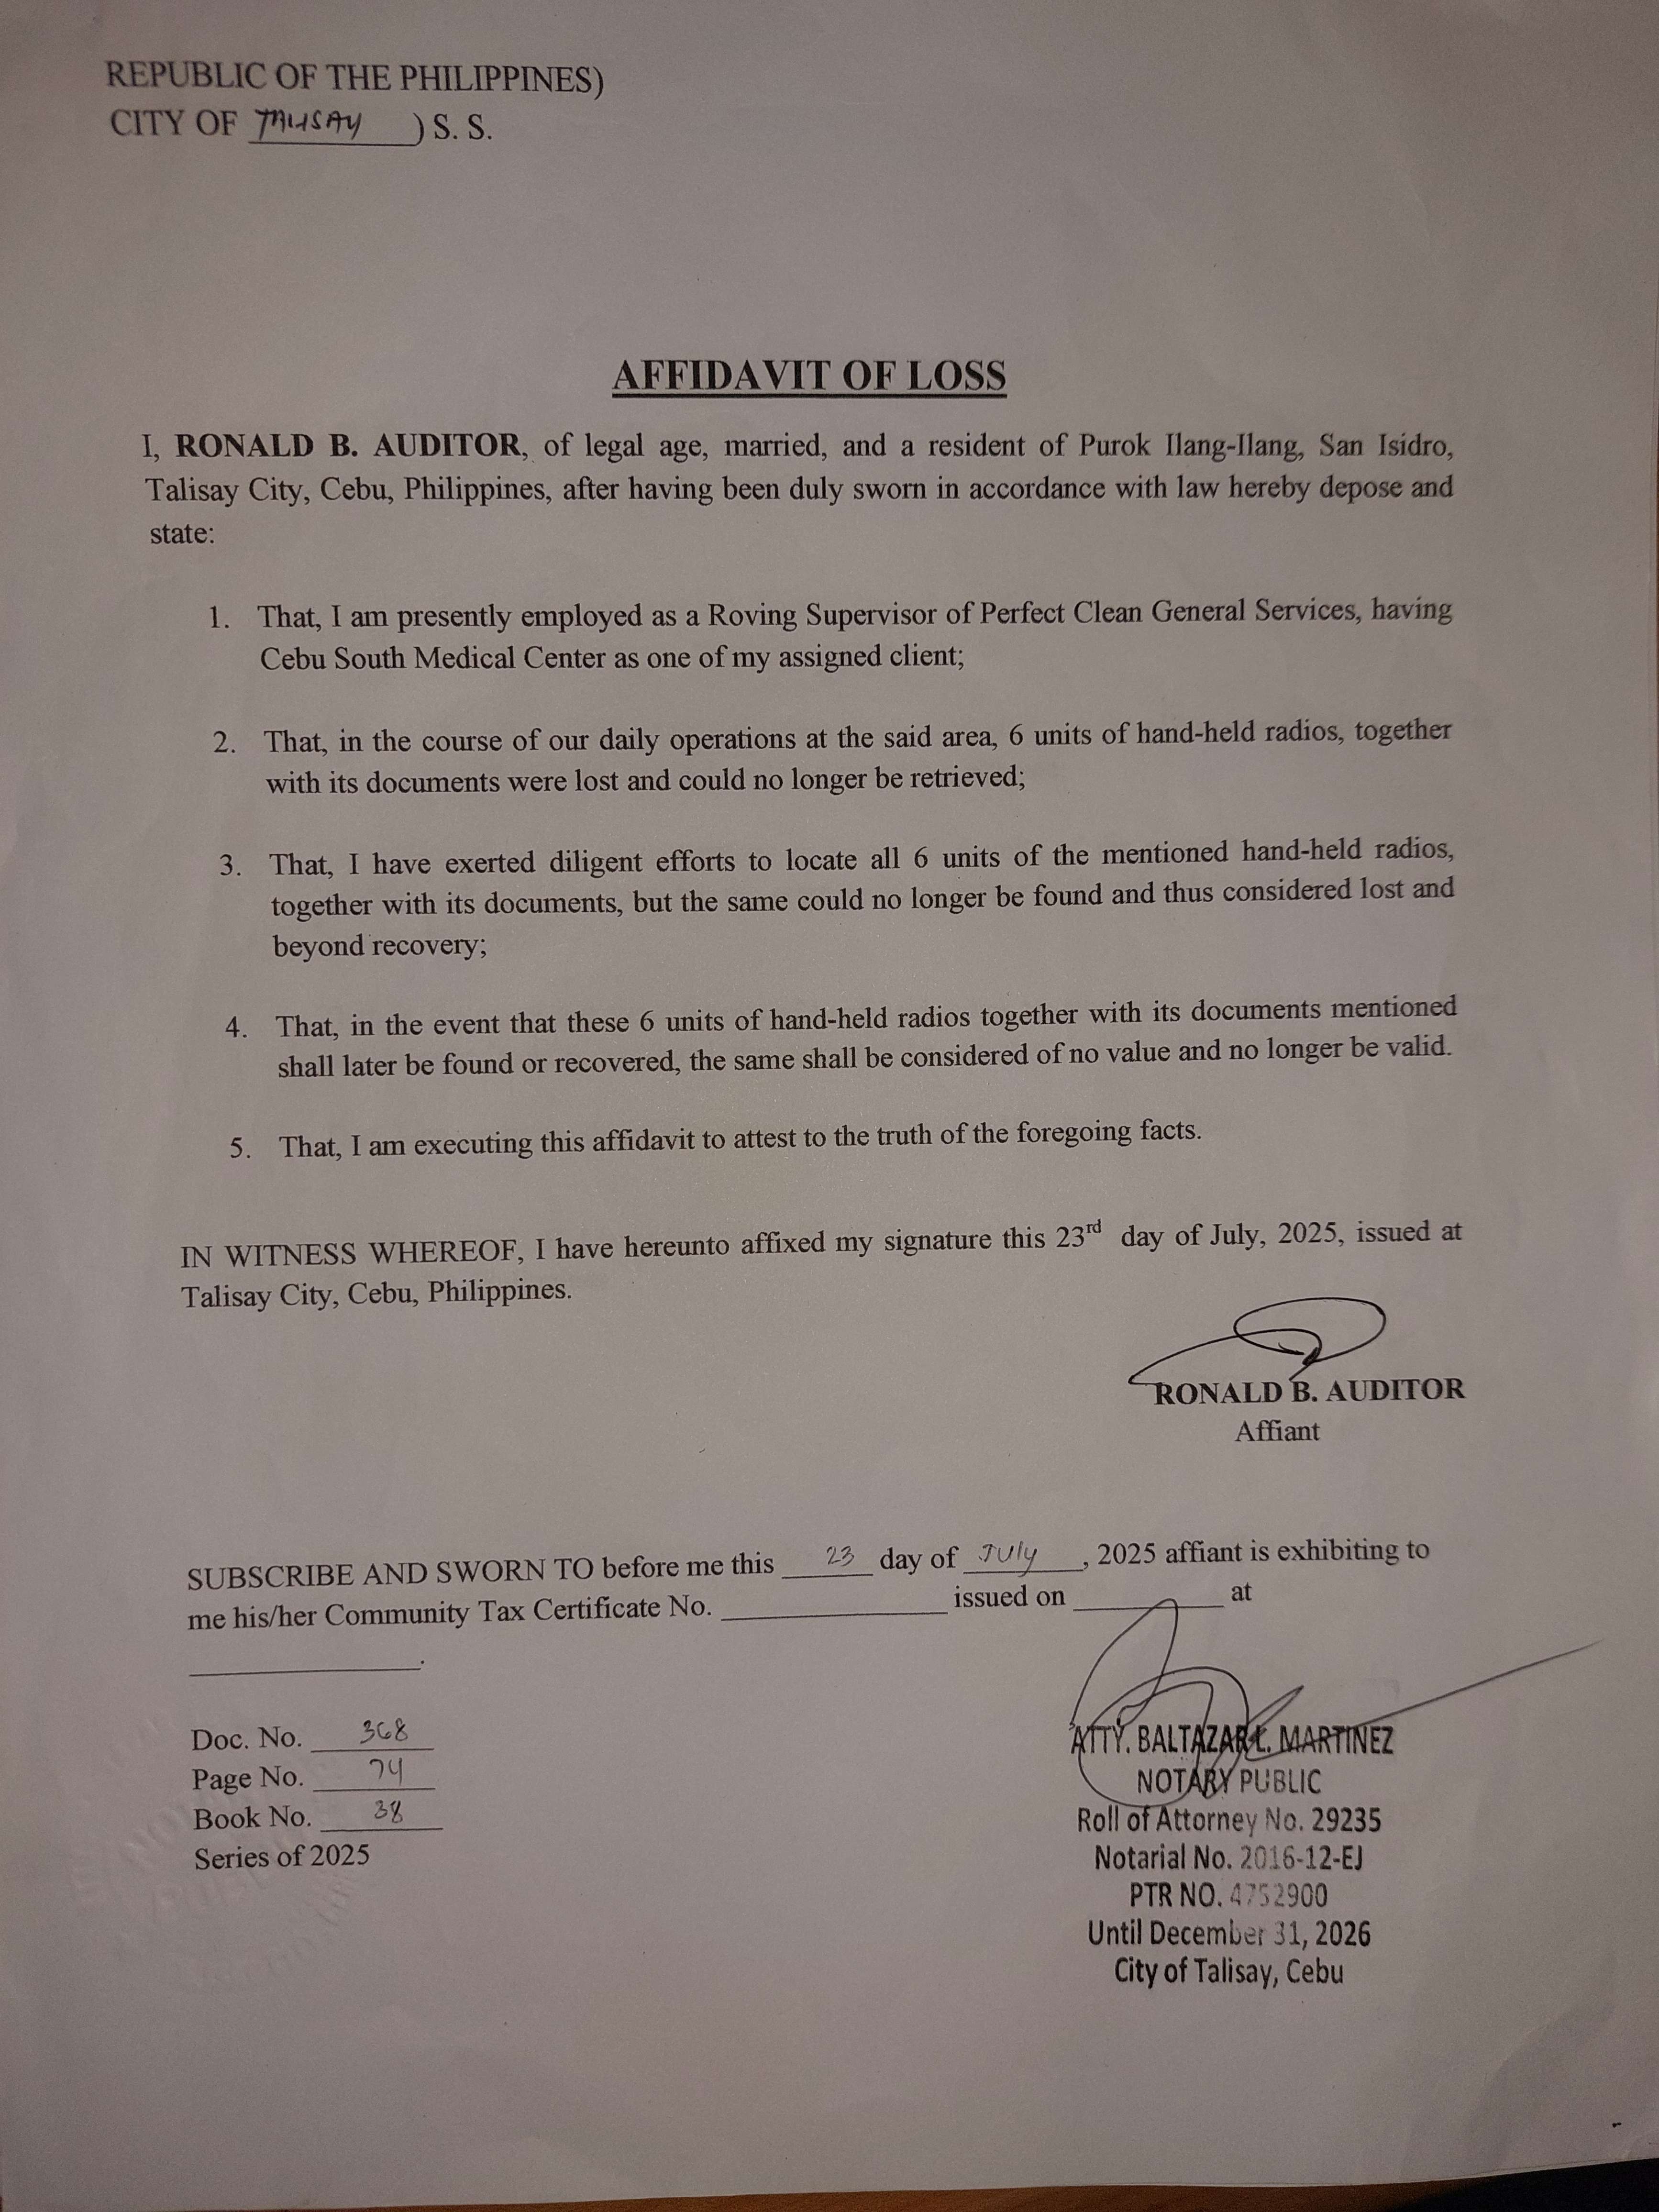 REPUBLIC OF THE PHILIPPINES)
CITY OF TALISAY ) S. S.
AFFIDAVIT OF LOSS
I, RONALD B. AUDITOR, of legal age, married, and a resident of Purok Ilang-Ilang, San Isidro,
Talisay City, Cebu, Philippines, after having been duly sworn in accordance with law hereby depose and
state:
1. That, I am presently employed as a Roving Supervisor of Perfect Clean General Services, having
Cebu South Medical Center as one of my assigned client;
2. That, in the course of our daily operations at the said area, 6 units of hand-held radios, together
with its documents were lost and could no longer be retrieved;
3. That, I have exerted diligent efforts to locate all 6 units of the mentioned hand-held radios,
together with its documents, but the same could no longer be found and thus considered lost and
beyond recovery;
4. That, in the event that these 6 units of hand-held radios together with its documents mentioned
shall later be found or recovered, the same shall be considered of no value and no longer be valid.
5. That, I am executing this affidavit to attest to the truth of the foregoing facts.
IN WITNESS WHEREOF, I have hereunto affixed my signature this 23rd day of July, 2025, issued at
Talisay City, Cebu, Philippines.
RONALD B. AUDITOR
Affiant
SUBSCRIBE AND SWORN TO before me this 23 day of July, 2025 affiant is exhibiting to
me his/her Community Tax Certificate No. ____________ issued on ________ at
____________.
Doc. No. 368
Page No. 74
Book No. 38
Series of 2025
ATTY. BALTAZAR L. MARTINEZ
NOTARY PUBLIC
Roll of Attorney No. 29235
Notarial No. 2016-12-EJ
PTR NO. 4752900
Until December 31, 2026
City of Talisay, Cebu